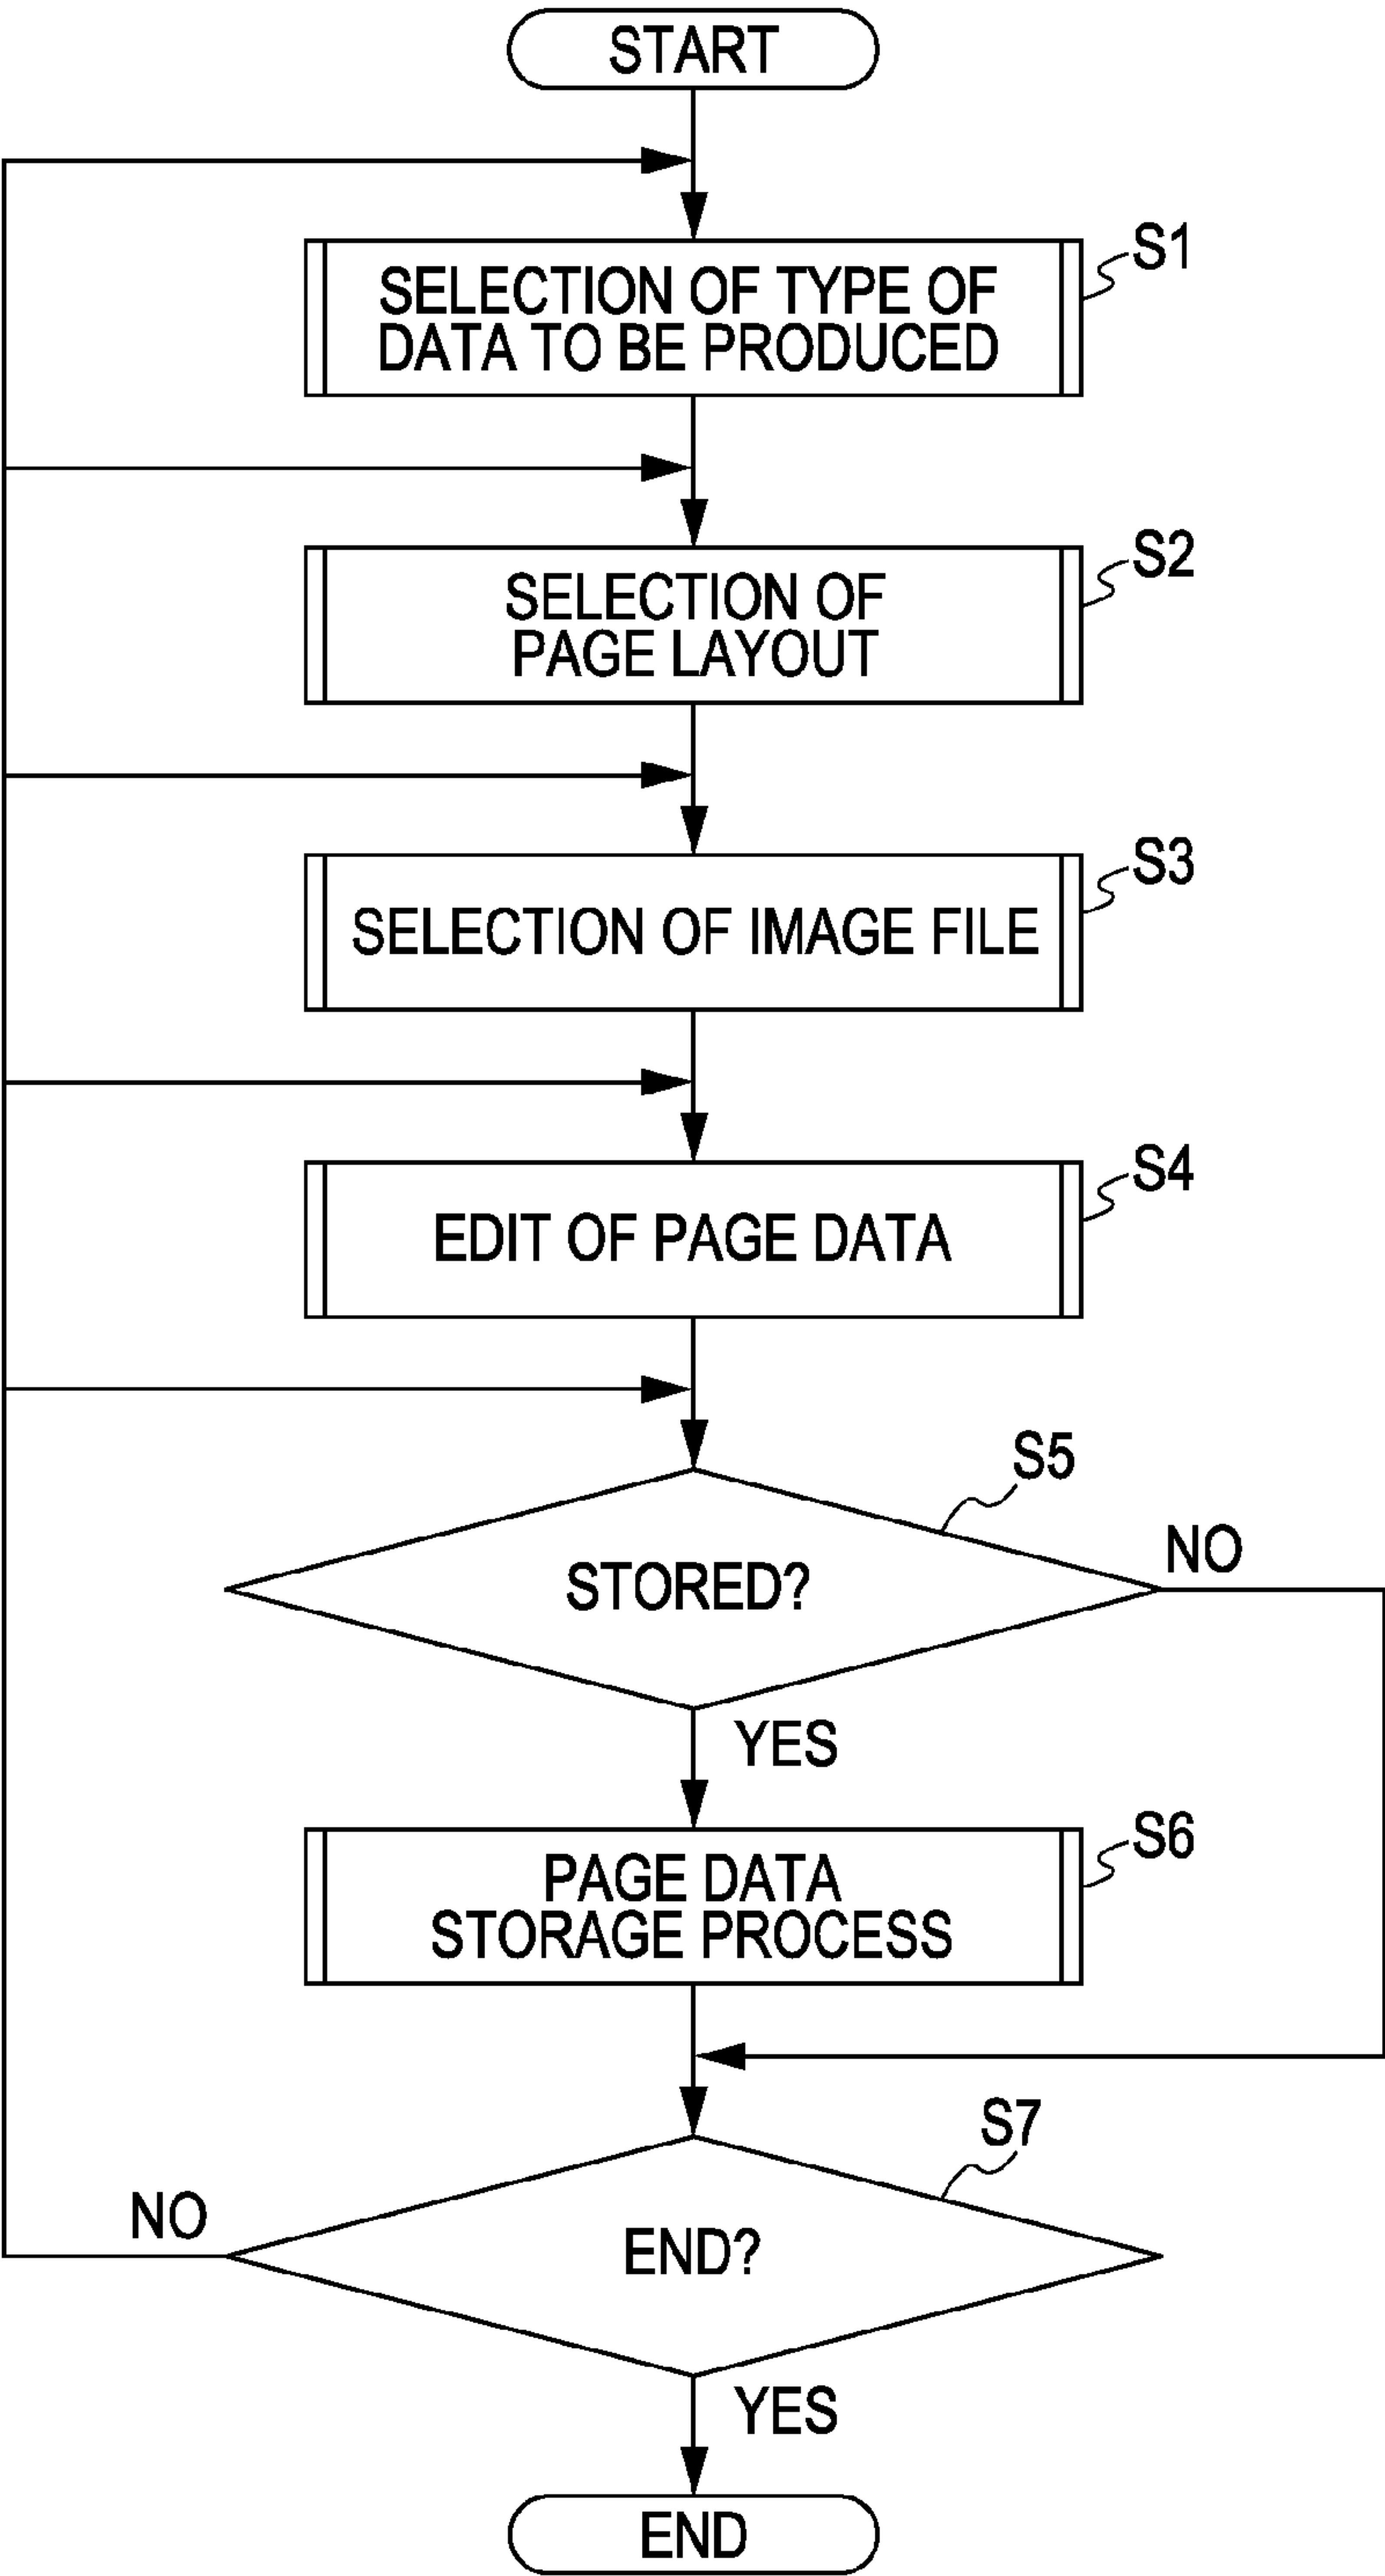 START
S1
SELECTION OF TYPE OF
DATA TO BE PRODUCED
S2
SELECTION OF
PAGE LAYOUT
S3
SELECTION OF IMAGE FILE
S4
EDIT OF PAGE DATA
S5
STORED?
NO
YES
S6
PAGE DATA
STORAGE PROCESS
S7
NO
END?
YES
END